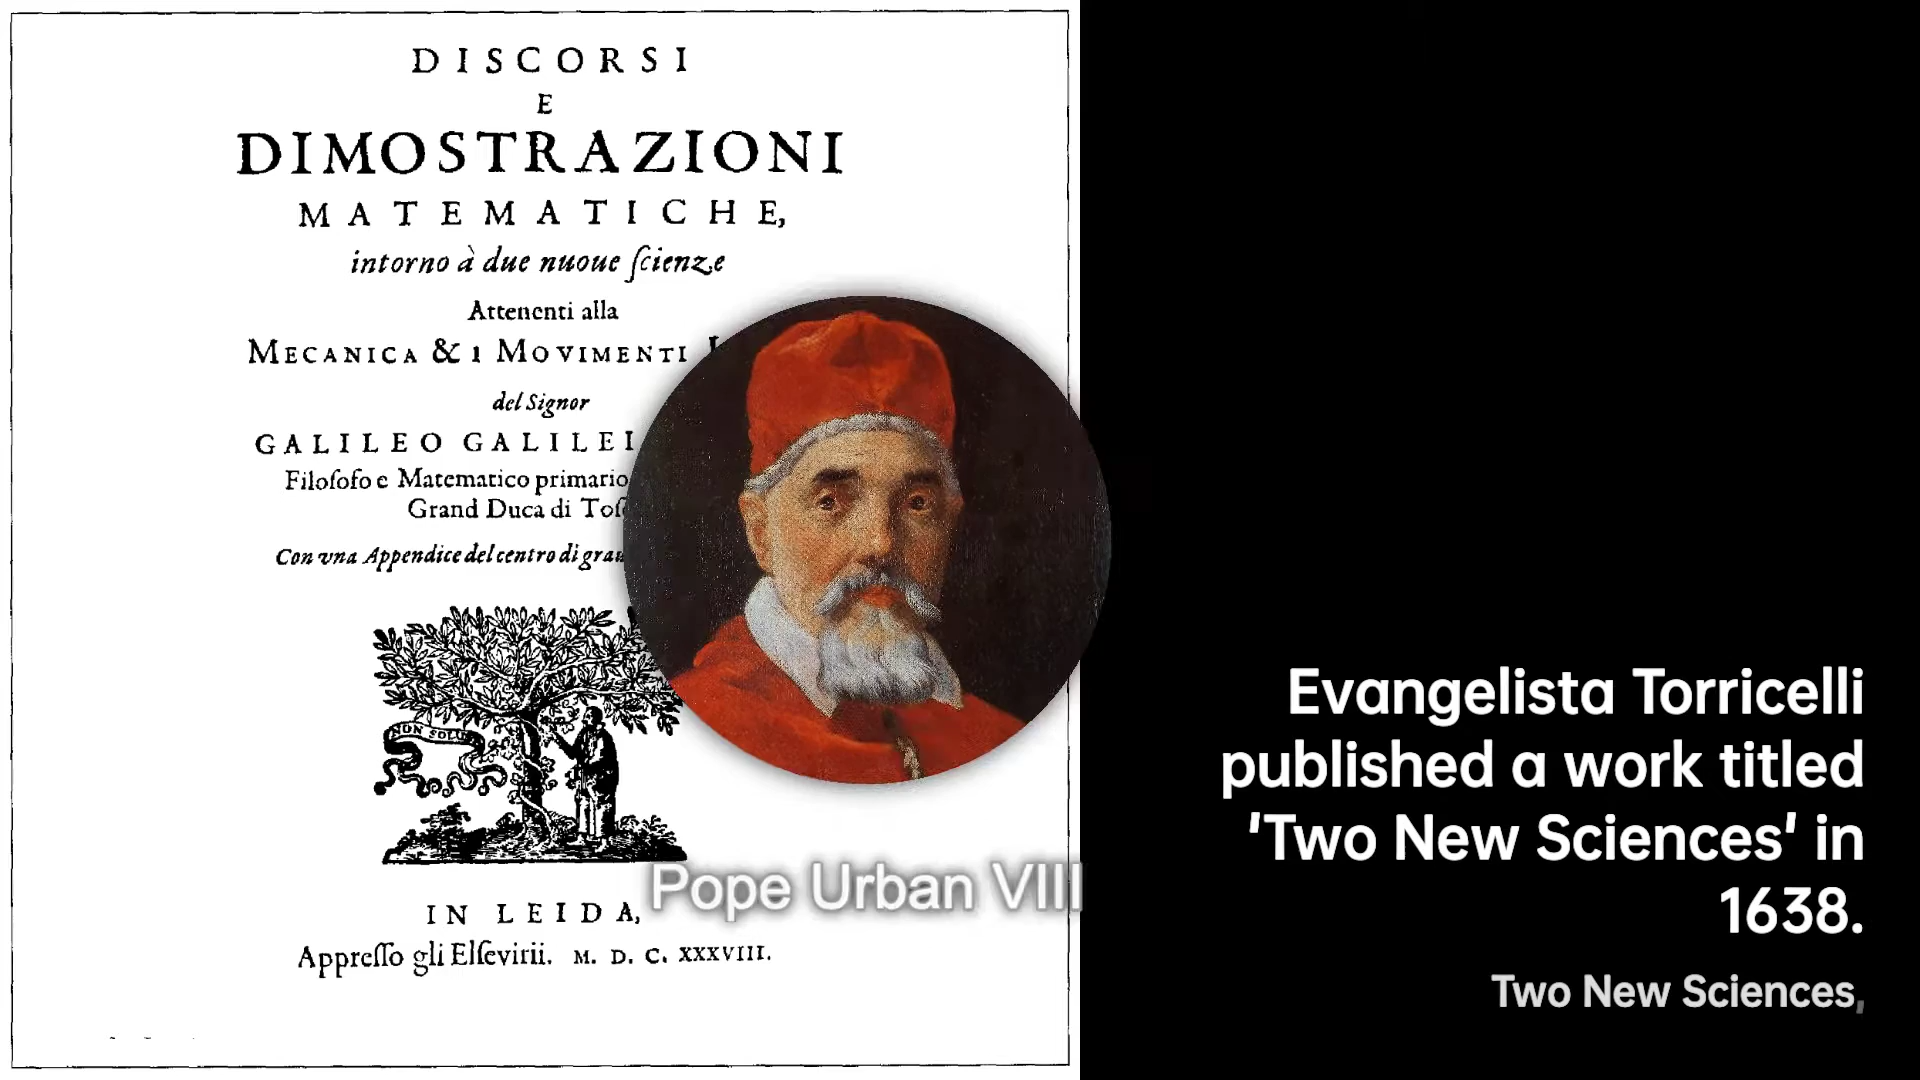 DISCORSI
E
DIMOSTRAZIONI
MATEMATICHE,
intorno à due nuoue ſcienze
Attenenti alla
MECANICA & i MOVIMENTI
del Signor
GALILEO GALILEI
Filoſofo e Matematico primario
Grand Duca di
Con vna Appendice del centro di
NON
IN LEIDA,
Appreſſo gli Elſevirii. M. D. C. XXXVIII.
Pope Urban VIII
Evangelista Torricelli
published a work titled
'Two New Sciences' in
1638.
Two New Sciences,